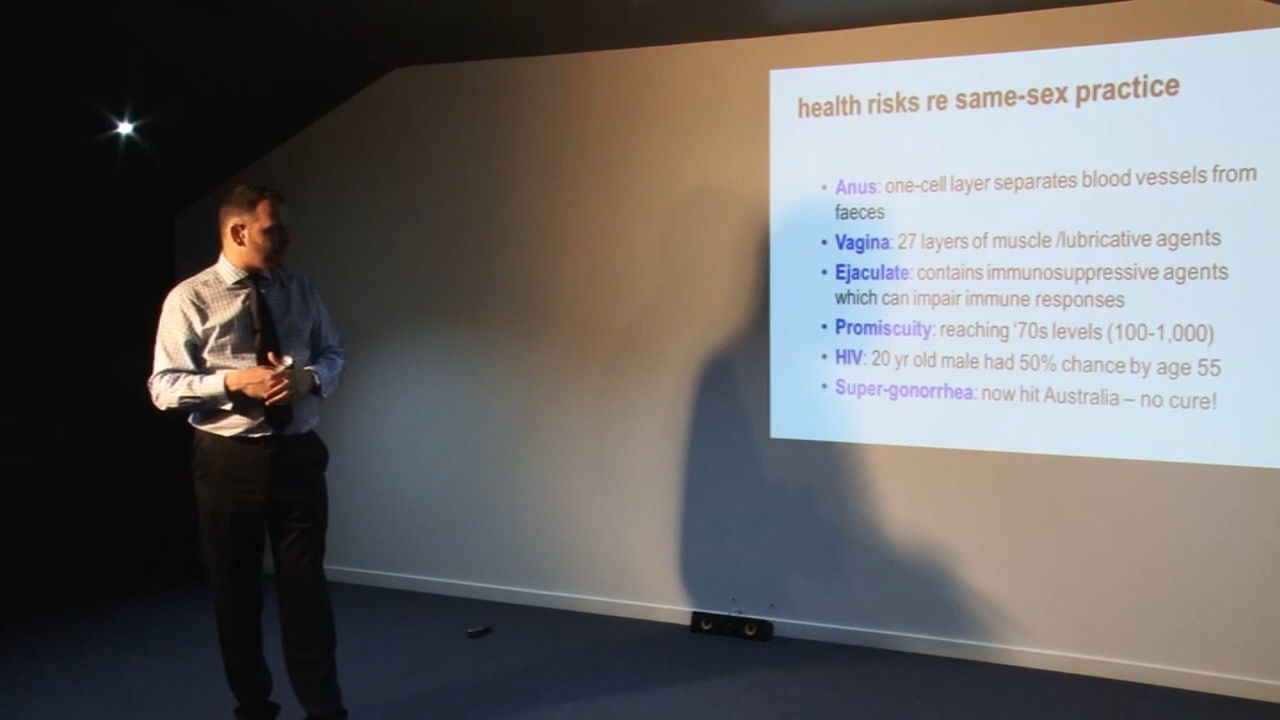 health risks re same-sex practice
• Anus: one-cell layer separates blood vessels from
faeces
• Vagina: 27 layers of muscle /lubricative agents
• Ejaculate: contains immunosuppressive agents
which can impair immune responses
• Promiscuity: reaching ‘70s levels (100-1,000)
• HIV: 20 yr old male had 50% chance by age 55
• Super-gonorrhea: now hit Australia – no cure!